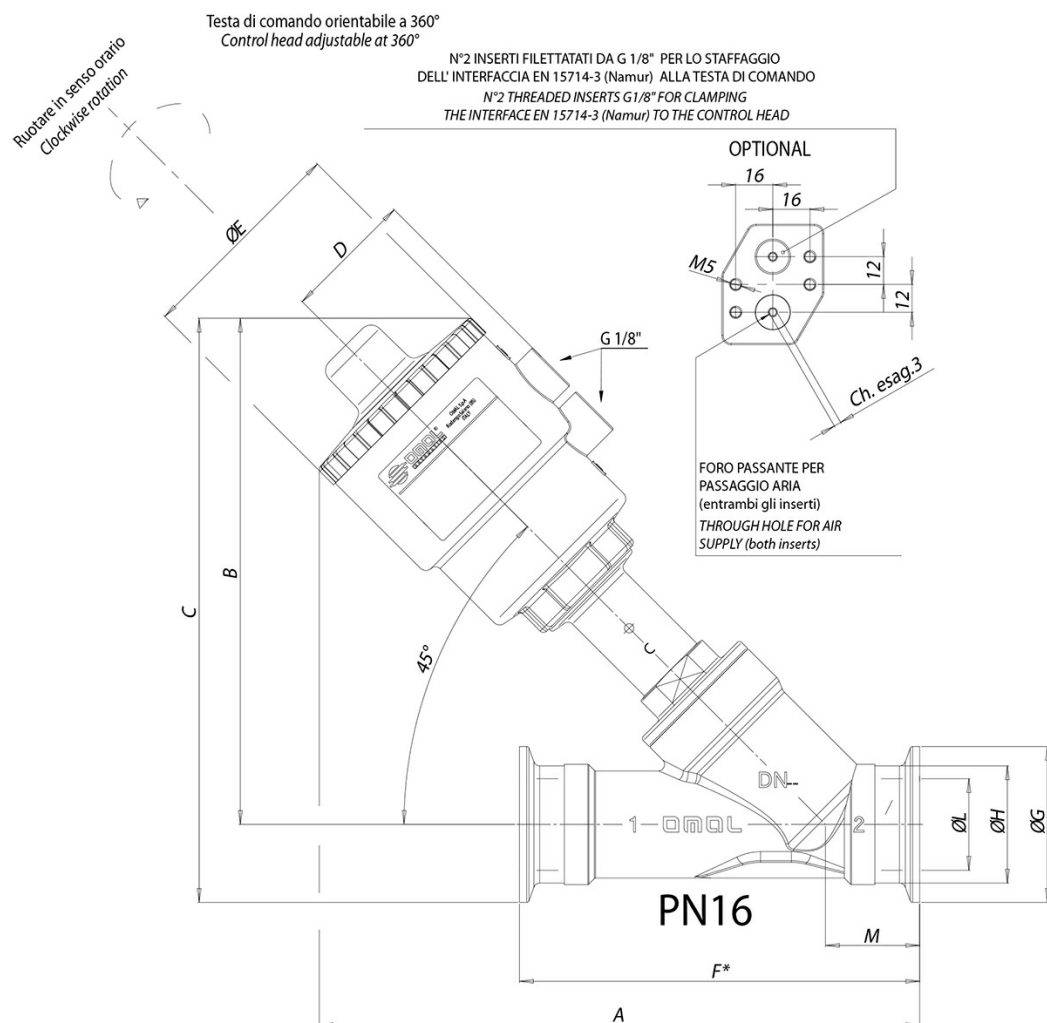 Testa di comando orientabile a 360°
Control head adjustable at 360°
Ruotare in senso orario
Clockwise rotation
N°2 INSERTI FILETTATATI DA G 1/8" PER LO STAFFAGGIO
DELL' INTERFACCIA EN 15714-3 (Namur) ALLA TESTA DI COMANDO
N°2 THREADED INSERTS G1/8" FOR CLAMPING
THE INTERFACE EN 15714-3 (Namur) TO THE CONTROL HEAD
OPTIONAL
16
16
M5
12
12
Ch. esag.3
ØE
D
G 1/8"
FORO PASSANTE PER
PASSAGGIO ARIA
(entrambi gli inserti)
THROUGH HOLE FOR AIR
SUPPLY (both inserts)
OMAL®
B
C
45°
DN--
1 OMAL 2
ØL
ØH
ØG
PN16
M
F*
A